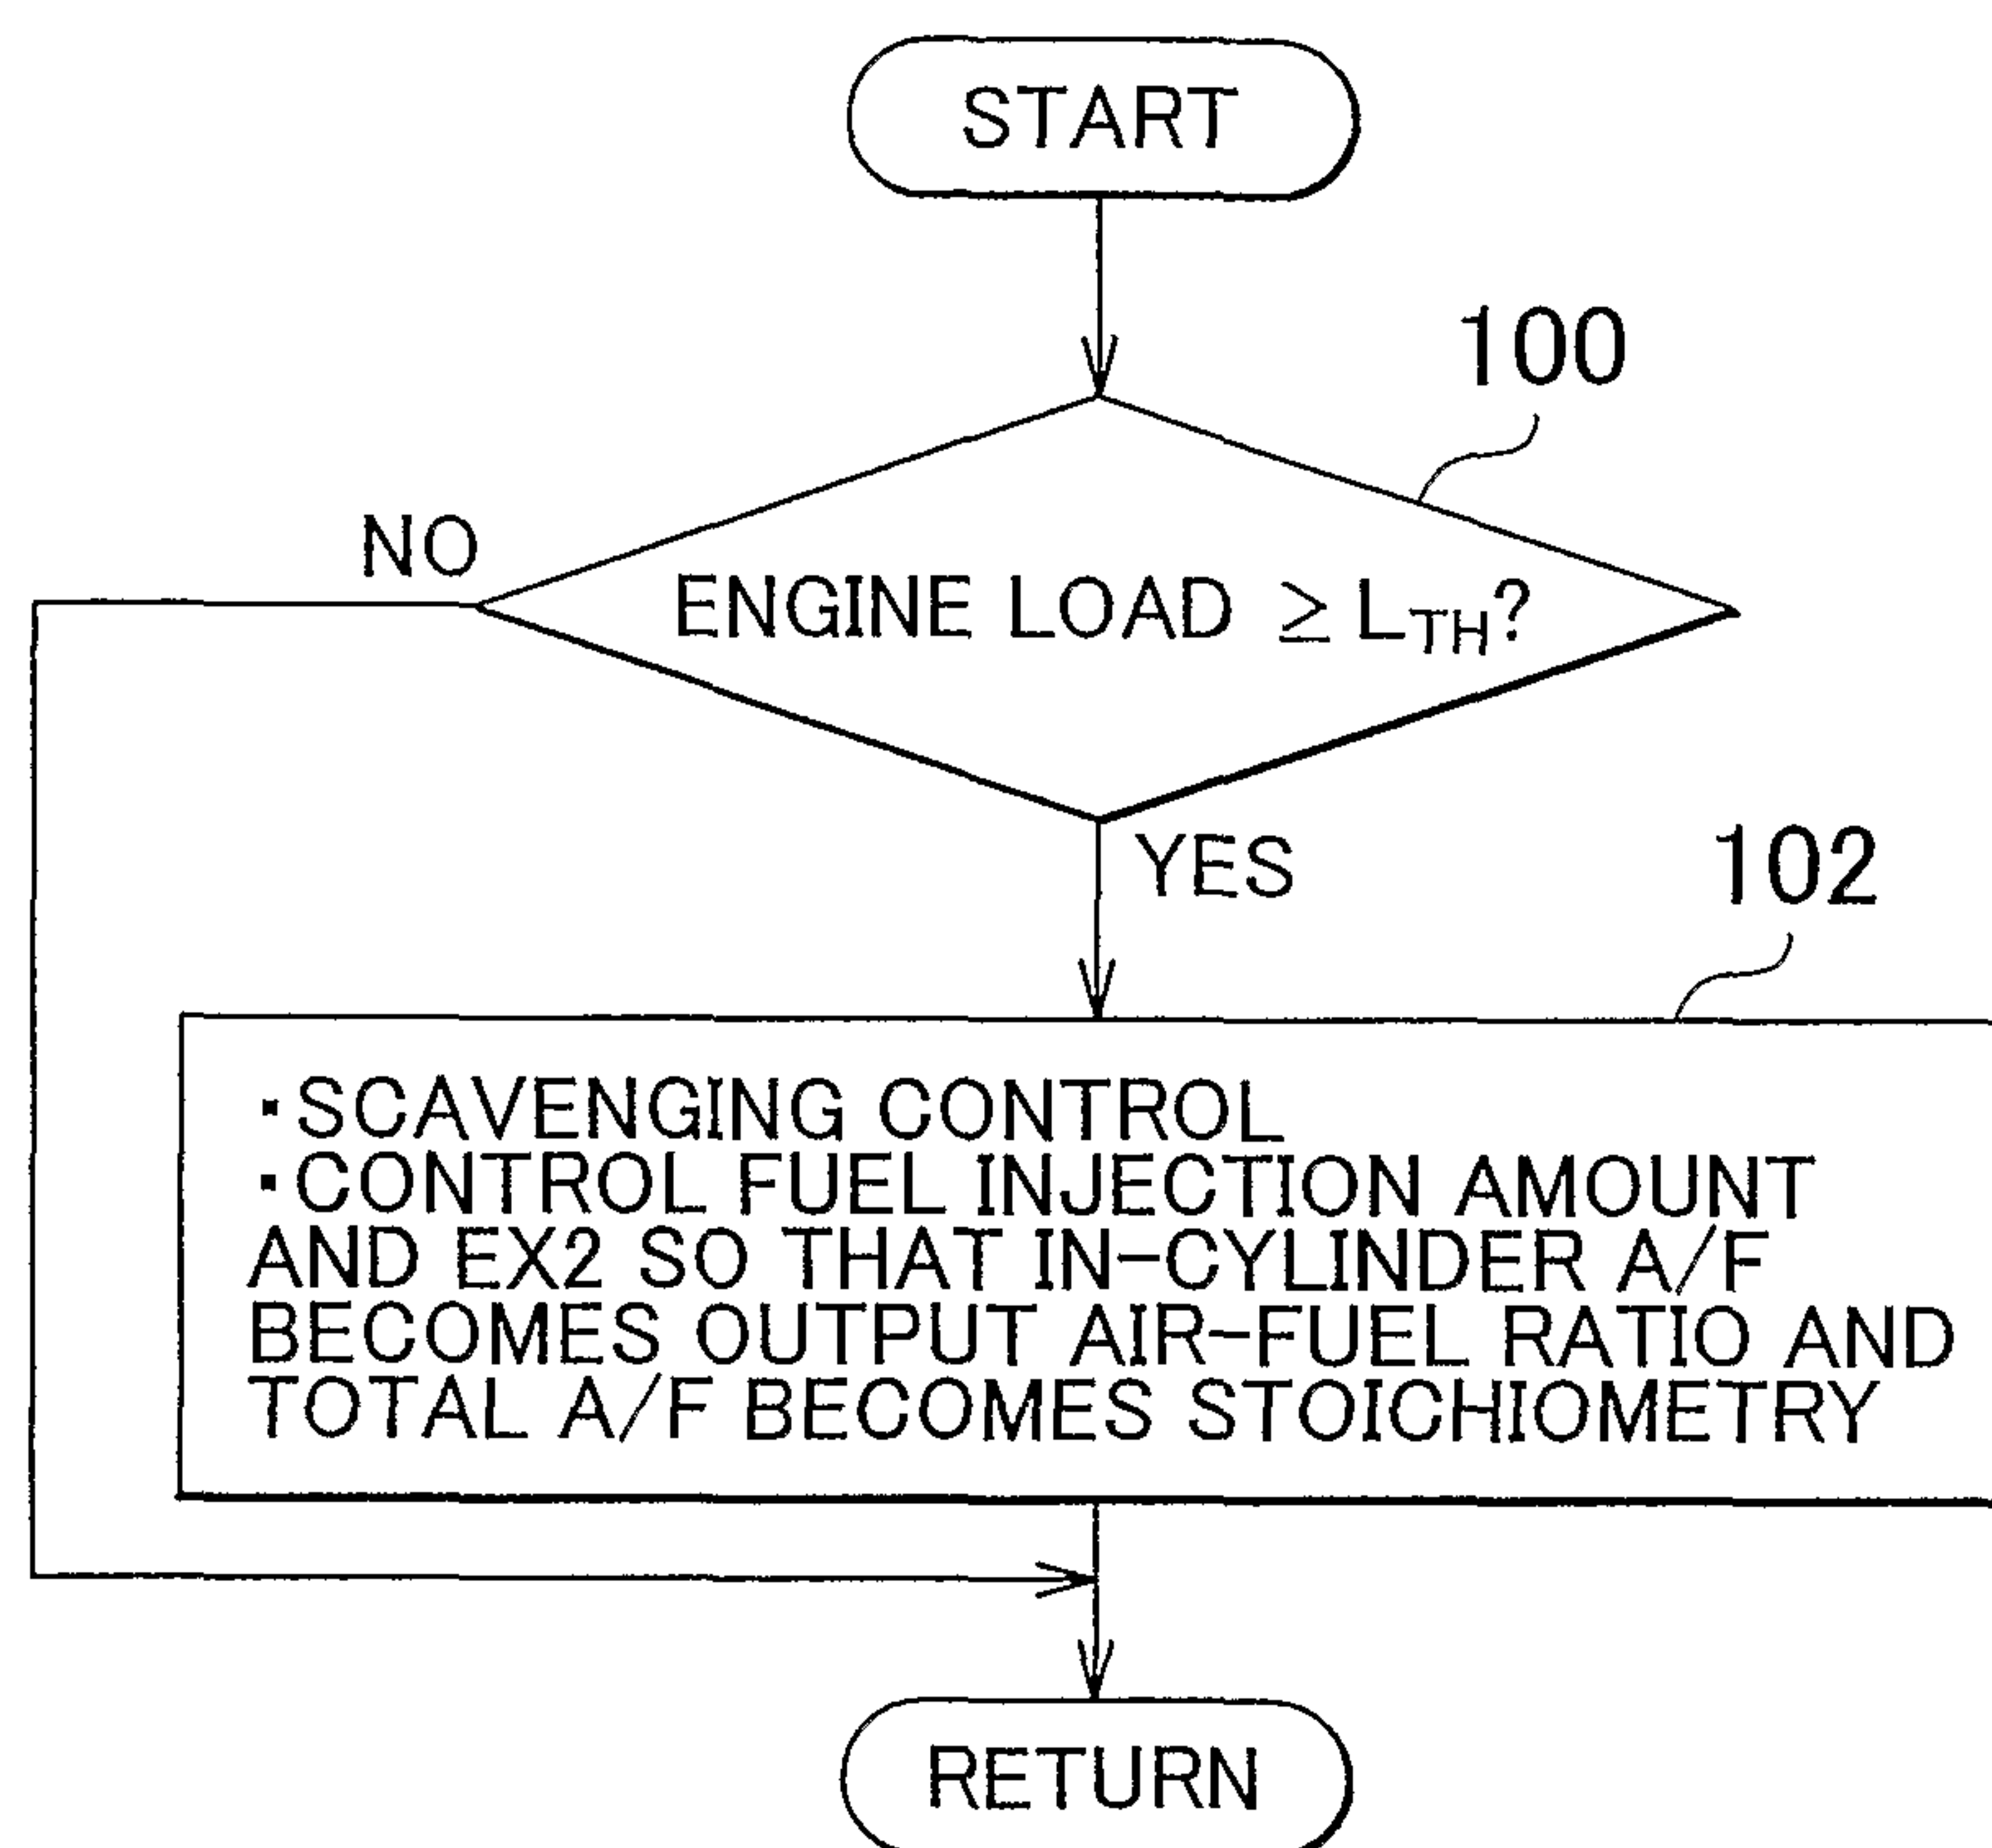 START
100
NO
ENGINE LOAD ≥ LTH?
YES
102
▪SCAVENGING CONTROL
▪CONTROL FUEL INJECTION AMOUNT
AND EX2 SO THAT IN-CYLINDER A/F
BECOMES OUTPUT AIR-FUEL RATIO AND
TOTAL A/F BECOMES STOICHIOMETRY
RETURN